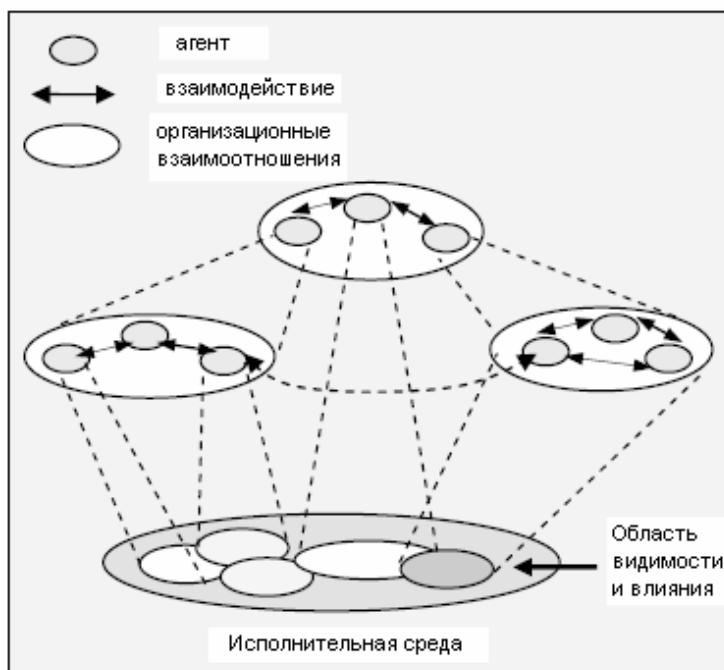 агент
взаимодействие
организационные
взаимоотношения
Область
видимости
и влияния
Исполнительная среда